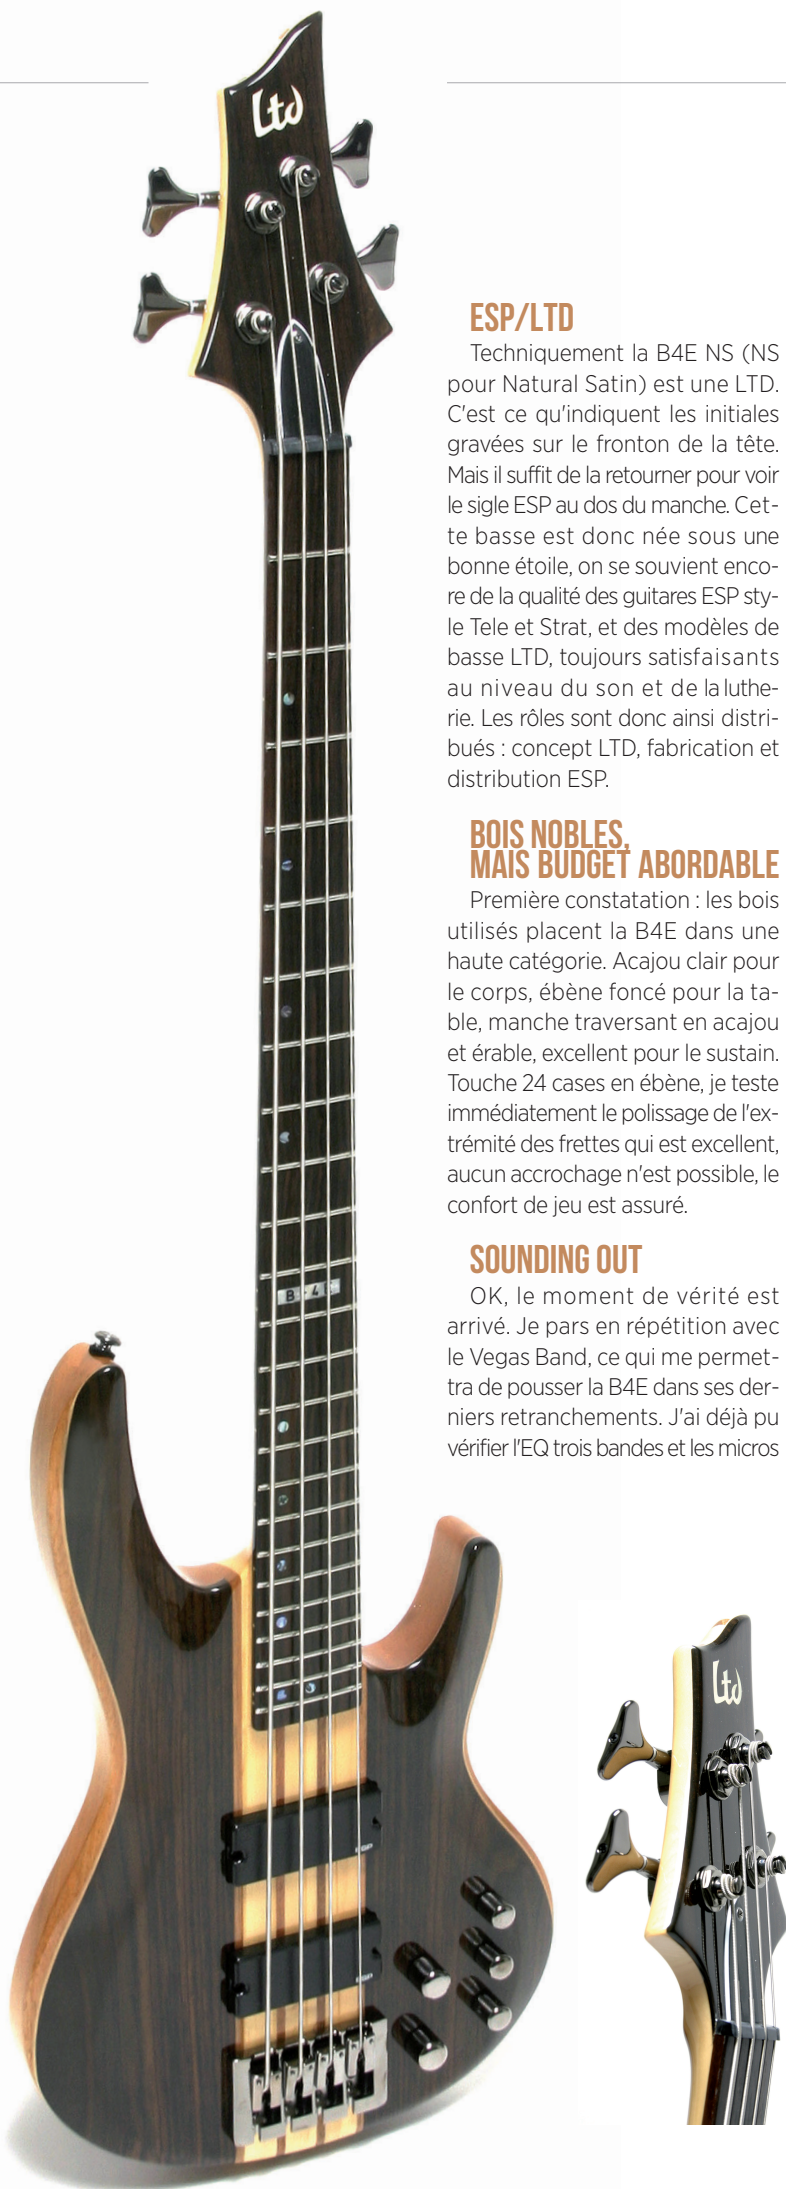 Ltd
ESP/LTD
Techniquement la B4E NS (NS
pour Natural Satin) est une LTD.
C'est ce qu'indiquent les initiales
gravées sur le fronton de la tête.
Mais il suffit de la retourner pour voir
le sigle ESP au dos du manche. Cet-
te basse est donc née sous une
bonne étoile, on se souvient enco-
re de la qualité des guitares ESP sty-
le Tele et Strat, et des modèles de
basse LTD, toujours satisfaisants
au niveau du son et de la luthe-
rie. Les rôles sont donc ainsi distri-
bués : concept LTD, fabrication et
distribution ESP.
BOIS NOBLES,
MAIS BUDGET ABORDABLE
Première constatation : les bois
utilisés placent la B4E dans une
haute catégorie. Acajou clair pour
le corps, ébène foncé pour la ta-
ble, manche traversant en acajou
et érable, excellent pour le sustain.
Touche 24 cases en ébène, je teste
immédiatement le polissage de l'ex-
trémité des frettes qui est excellent,
aucun accrochage n'est possible, le
confort de jeu est assuré.
SOUNDING OUT
OK, le moment de vérité est
arrivé. Je pars en répétition avec
le Vegas Band, ce qui me permet-
tra de pousser la B4E dans ses der-
niers retranchements. J'ai déjà pu
vérifier l'EQ trois bandes et les micros
B-4E
ESP
ESP
Ltd